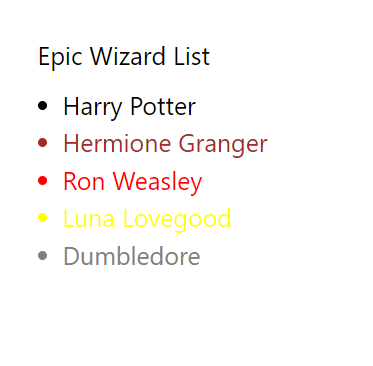 Epic Wizard List
• Harry Potter
• Hermione Granger
• Ron Weasley
• Luna Lovegood
• Dumbledore